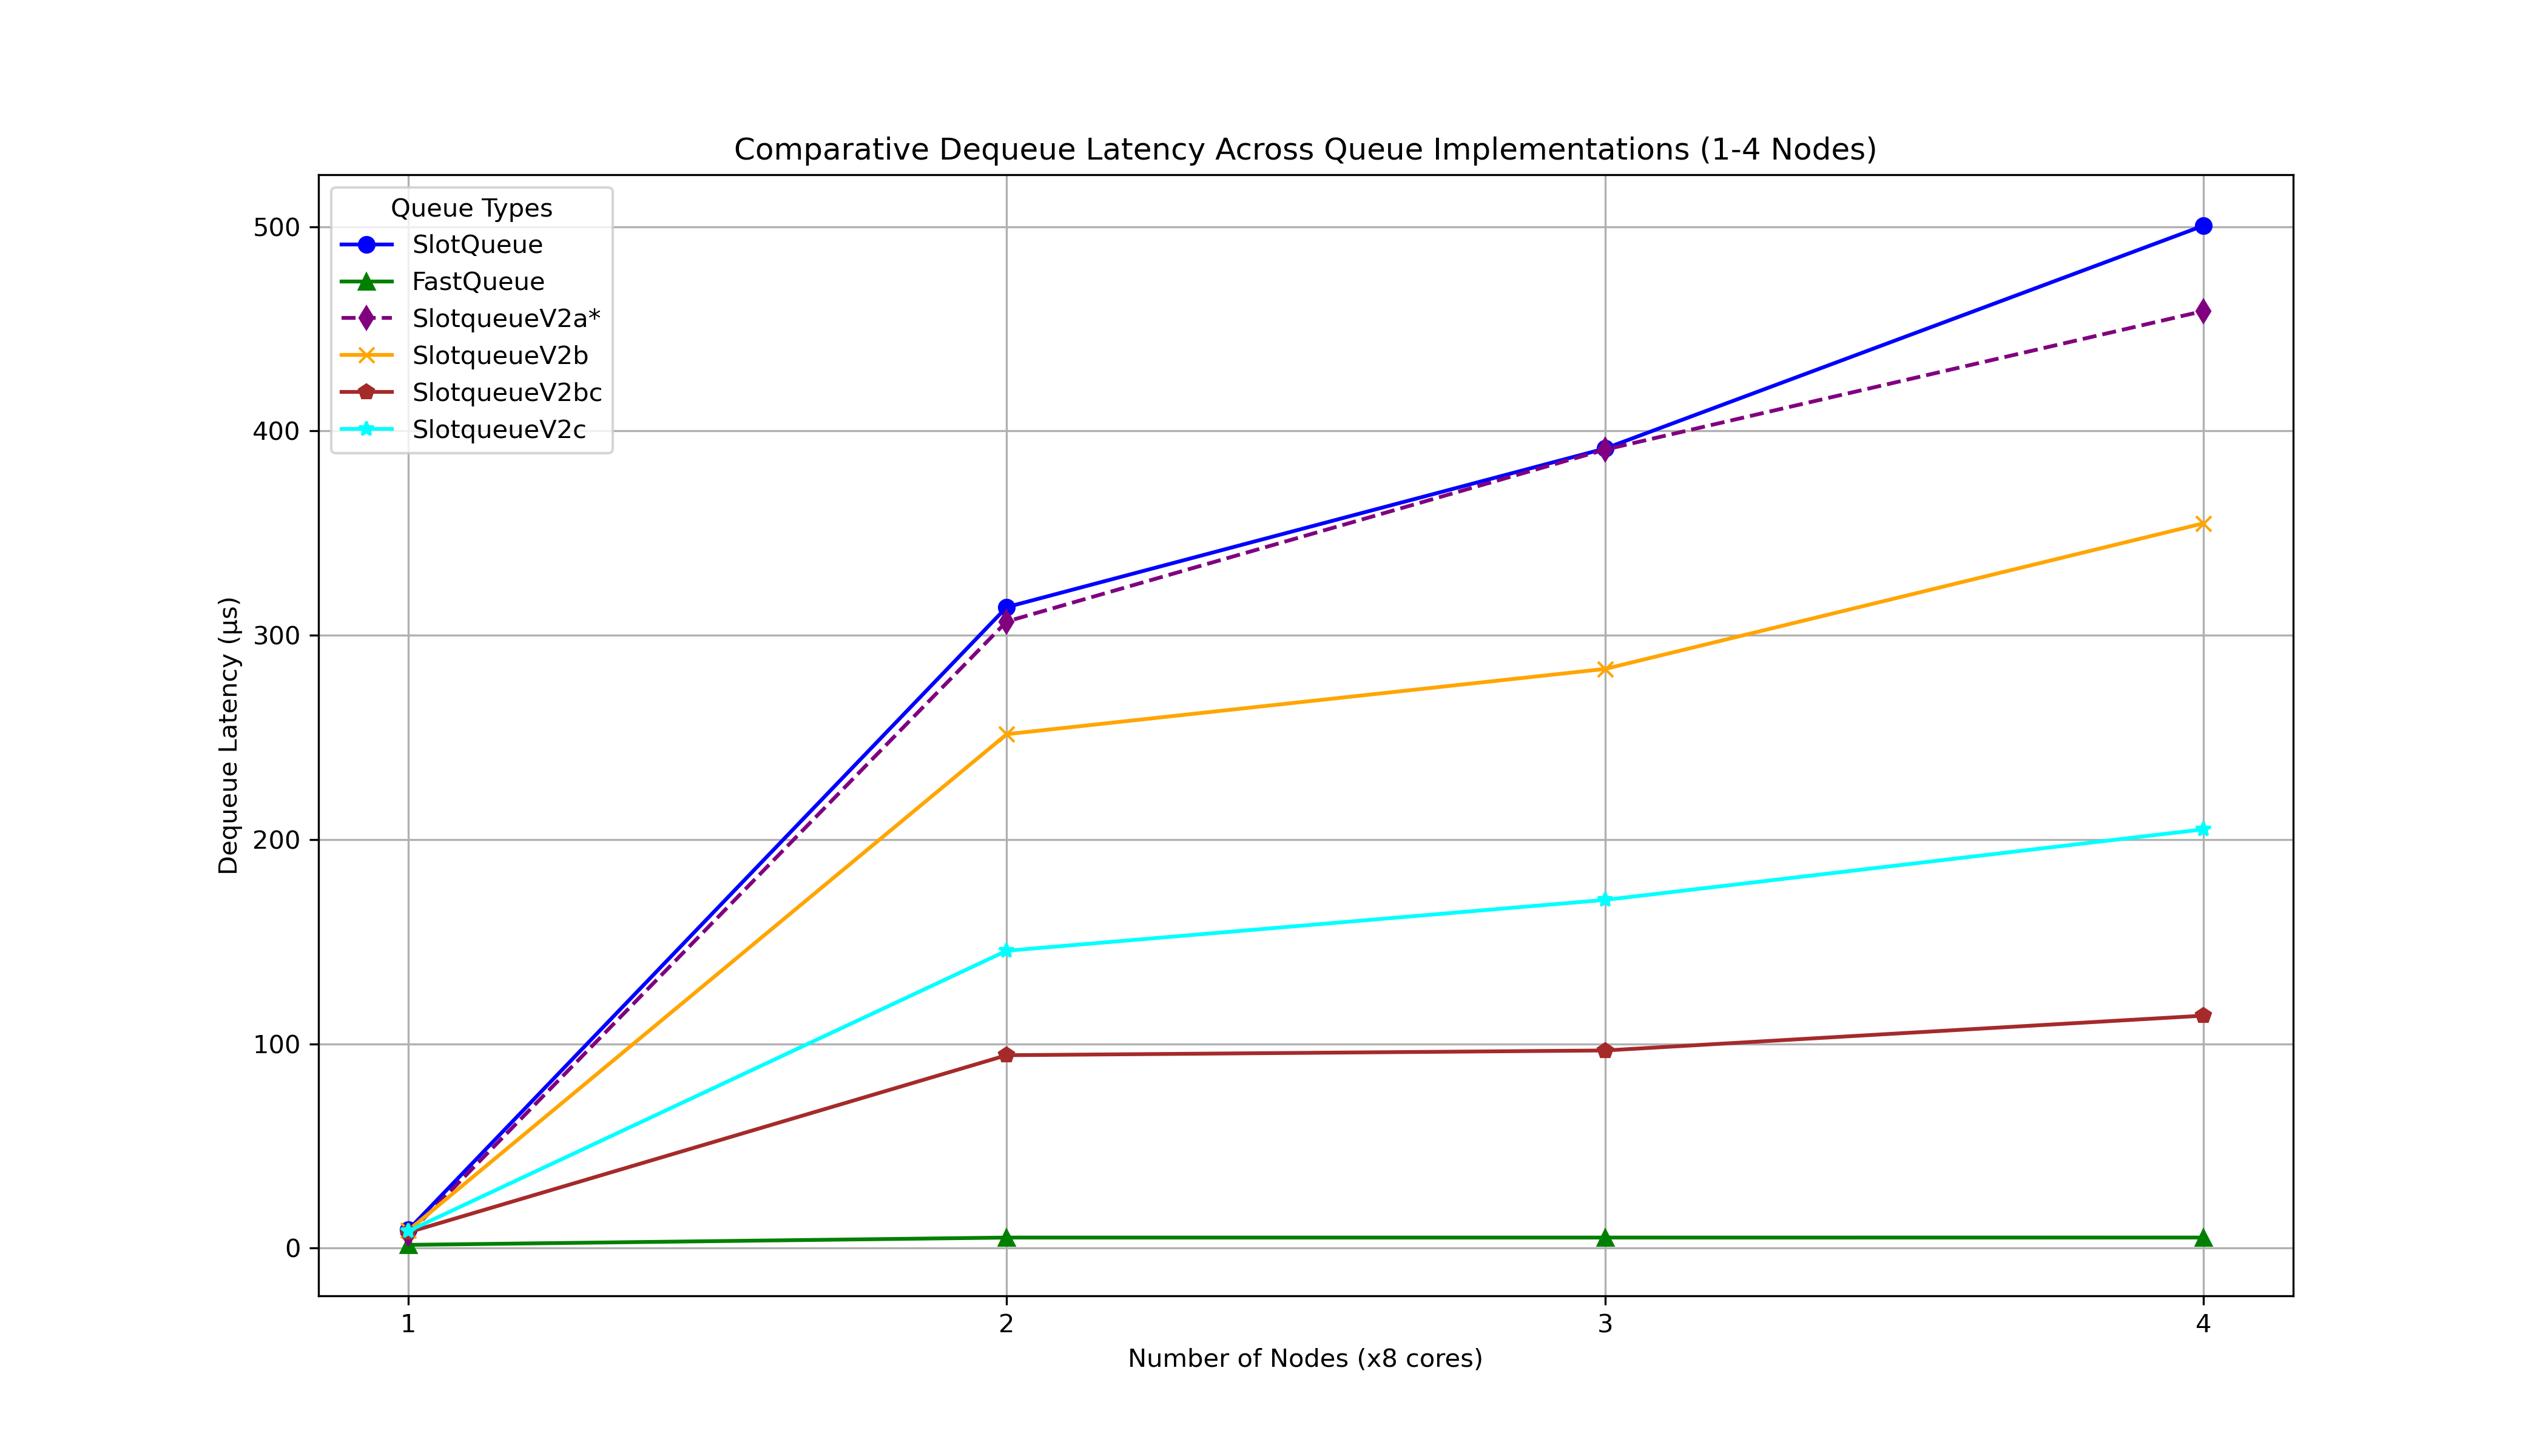 Comparative Dequeue Latency Across Queue Implementations (1-4 Nodes)
Queue Types
SlotQueue
FastQueue
SlotqueueV2a*
SlotqueueV2b
SlotqueueV2bc
SlotqueueV2c
Dequeue Latency (µs)
500
400
300
200
100
0
1
2
3
4
Number of Nodes (x8 cores)